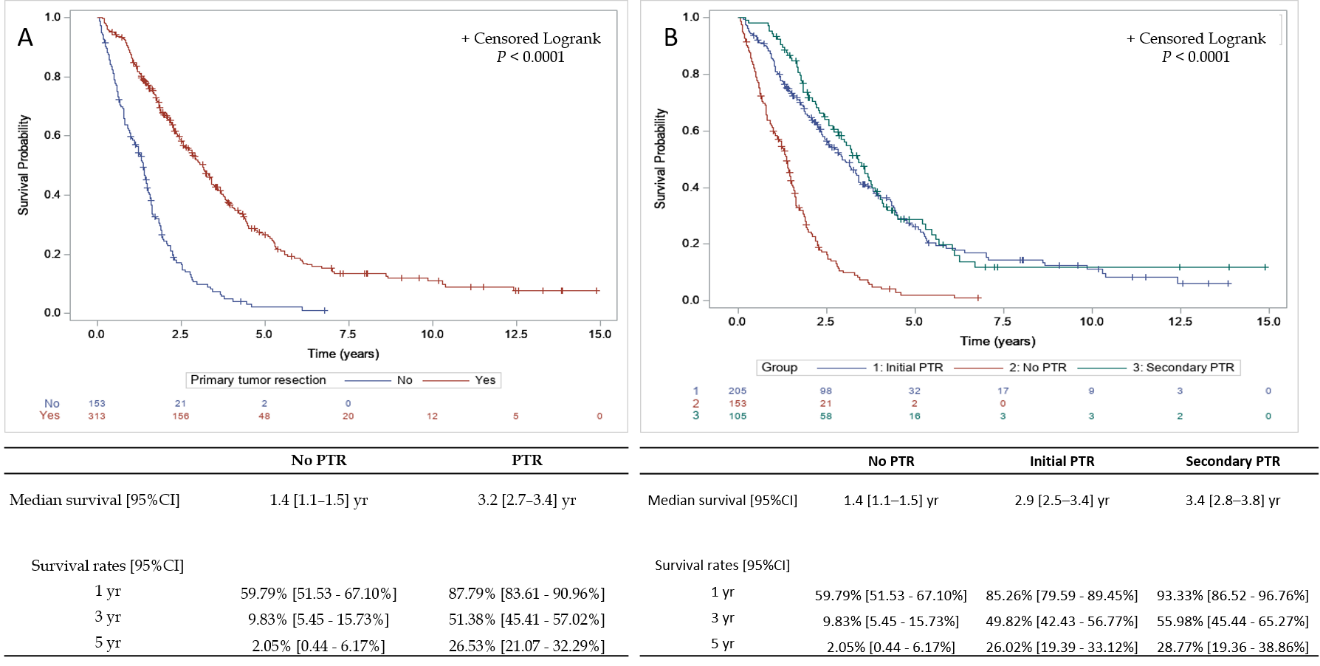 A
+ Censored Logrank
P < 0.0001
Survival Probability
1.0
0.8
0.6
0.4
0.2
0.0
0.0 2.5 5.0 7.5 10.0 12.5 15.0
Time (years)
Primary tumor resection No Yes
No 153 21 2 0
Yes 313 156 48 20 12 5 0
No PTR PTR
Median survival [95%CI] 1.4 [1.1–1.5] yr 3.2 [2.7–3.4] yr
Survival rates [95%CI]
1 yr 59.79% [51.53 - 67.10%] 87.79% [83.61 - 90.96%]
3 yr 9.83% [5.45 - 15.73%] 51.38% [45.41 - 57.02%]
5 yr 2.05% [0.44 - 6.17%] 26.53% [21.07 - 32.29%]
B
+ Censored Logrank
P < 0.0001
Survival Probability
1.0
0.8
0.6
0.4
0.2
0.0
0.0 2.5 5.0 7.5 10.0 12.5 15.0
Time (years)
Group 1: Initial PTR 2: No PTR 3: Secondary PTR
1 205 98 32 17 9 3 0
2 153 21 2 0
3 105 58 16 3 3 2 0
No PTR Initial PTR Secondary PTR
Median survival [95%CI] 1.4 [1.1–1.5] yr 2.9 [2.5–3.4] yr 3.4 [2.8–3.8] yr
Survival rates [95%CI]
1 yr 59.79% [51.53 - 67.10%] 85.26% [79.59 - 89.45%] 93.33% [86.52 - 96.76%]
3 yr 9.83% [5.45 - 15.73%] 49.82% [42.43 - 56.77%] 55.98% [45.44 - 65.27%]
5 yr 2.05% [0.44 - 6.17%] 26.02% [19.39 - 33.12%] 28.77% [19.36 - 38.86%]